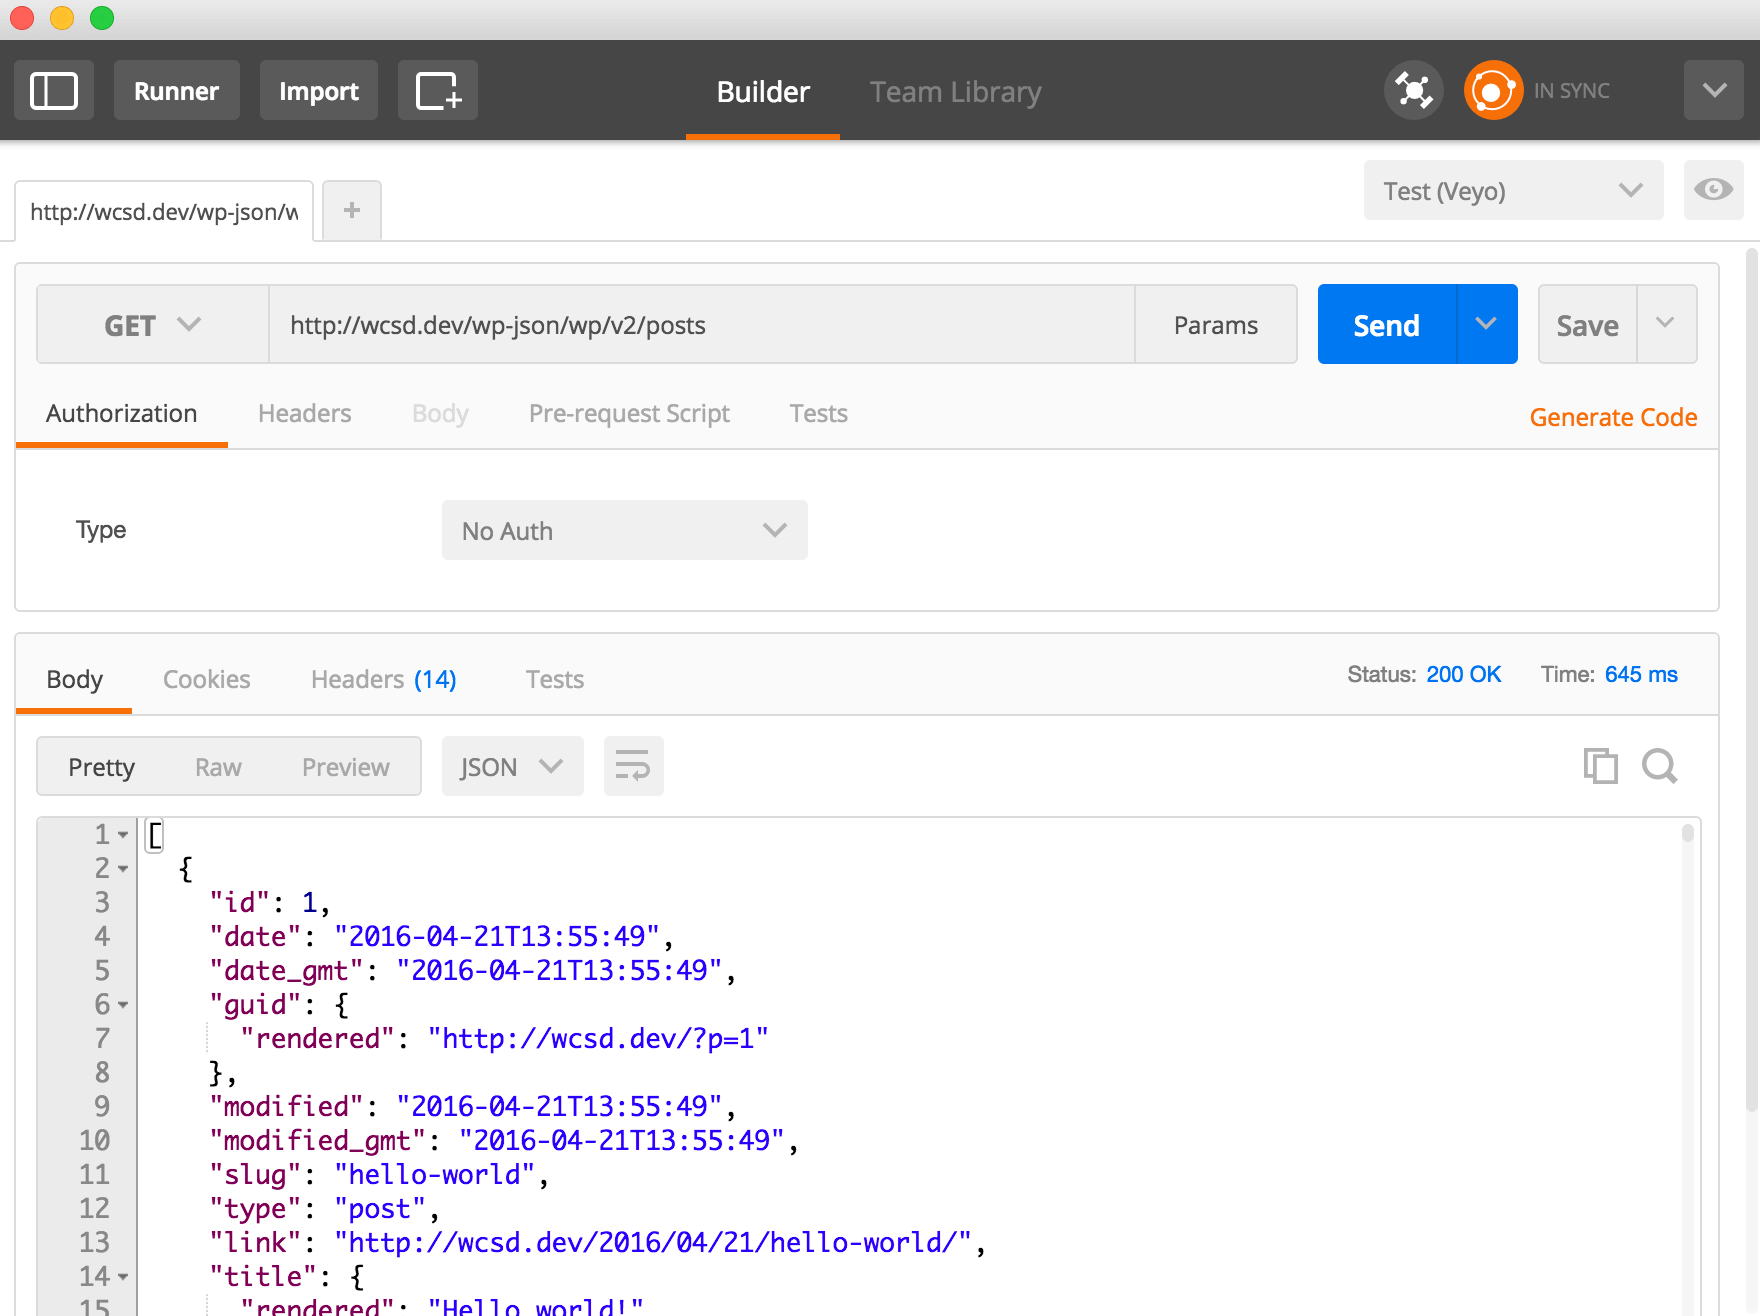 Runner Import Builder Team Library IN SYNC
http://wcsd.dev/wp-json/w + Test (Veyo)
GET http://wcsd.dev/wp-json/wp/v2/posts Params Send Save
Authorization Headers Body Pre-request Script Tests Generate Code
Type No Auth
Body Cookies Headers (14) Tests Status: 200 OK Time: 645 ms
Pretty Raw Preview JSON
1 [
2 {
3 "id": 1,
4 "date": "2016-04-21T13:55:49",
5 "date_gmt": "2016-04-21T13:55:49",
6 "guid": {
7 "rendered": "http://wcsd.dev/?p=1"
8 },
9 "modified": "2016-04-21T13:55:49",
10 "modified_gmt": "2016-04-21T13:55:49",
11 "slug": "hello-world",
12 "type": "post",
13 "link": "http://wcsd.dev/2016/04/21/hello-world/",
14 "title": {
15 "rendered": "Hello world!"